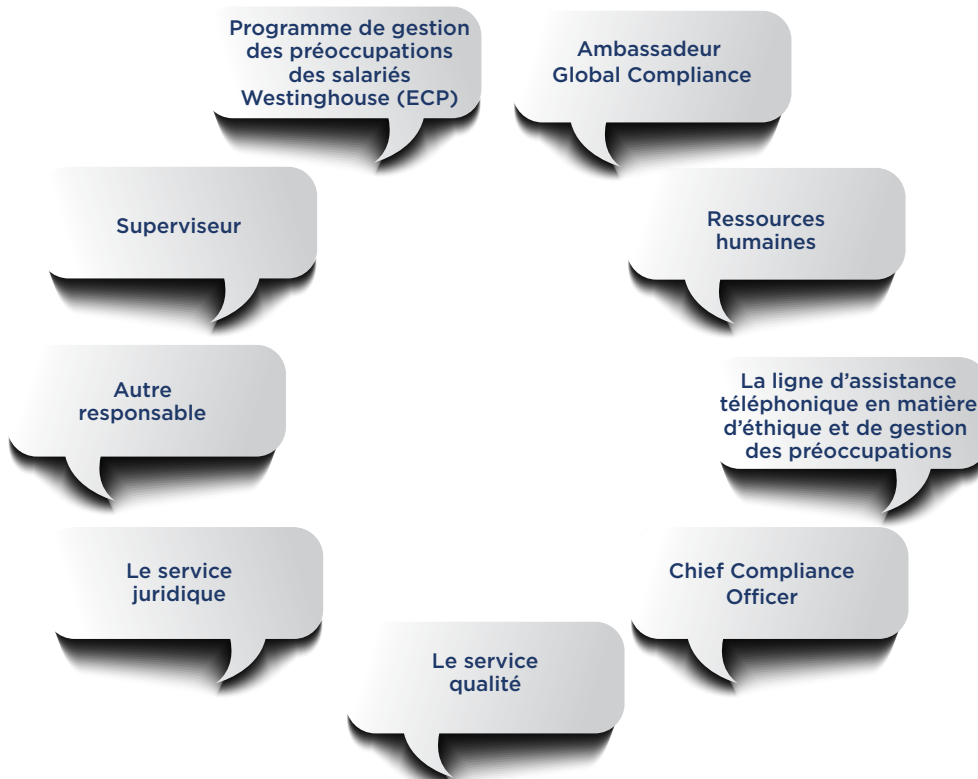 Programme de gestion
des préoccupations
des salariés
Westinghouse (ECP)
Ambassadeur
Global Compliance
Superviseur
Ressources
humaines
Autre
responsable
La ligne d’assistance
téléphonique en matière
d’éthique et de gestion
des préoccupations
Le service
juridique
Chief Compliance
Officer
Le service
qualité